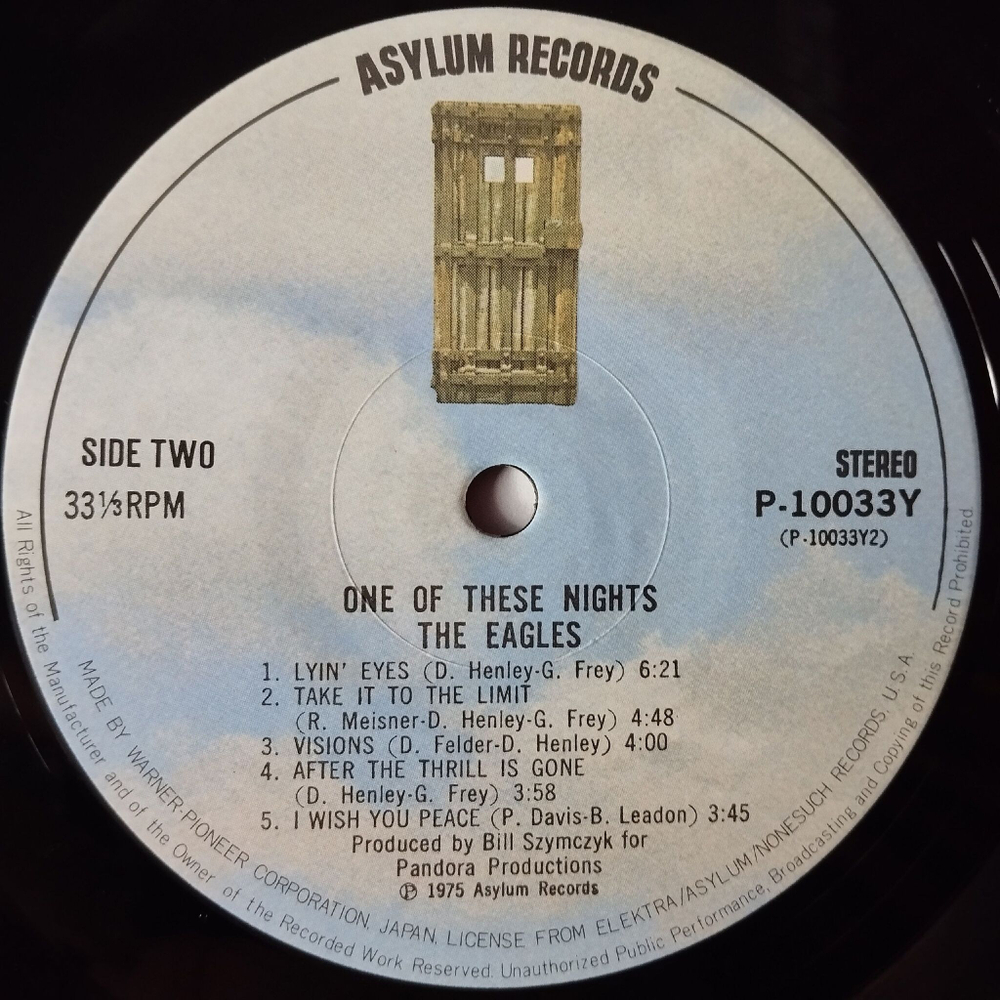 ASYLUM RECORDS
SIDE TWO
33⅓ RPM
STEREO
P-10033Y
(P-10033Y2)
ONE OF THESE NIGHTS
THE EAGLES
1. LYIN' EYES (D. Henley-G. Frey) 6:21
2. TAKE IT TO THE LIMIT
(R. Meisner-D. Henley-G. Frey) 4:48
3. VISIONS (D. Felder-D. Henley) 4:00
4. AFTER THE THRILL IS GONE
(D. Henley-G. Frey) 3:58
5. I WISH YOU PEACE (P. Davis-B. Leadon) 3:45
Produced by Bill Szymczyk for
Pandora Productions
℗ 1975 Asylum Records
MADE BY WARNER-PIONEER CORPORATION, JAPAN, LICENSE FROM ELEKTRA/ASYLUM/NONESUCH RECORDS, U.S.A.
All Rights of the Manufacturer and of the Owner of the Recorded Work Reserved. Unauthorized Public Performance, Broadcasting and Copying of this Record Prohibited